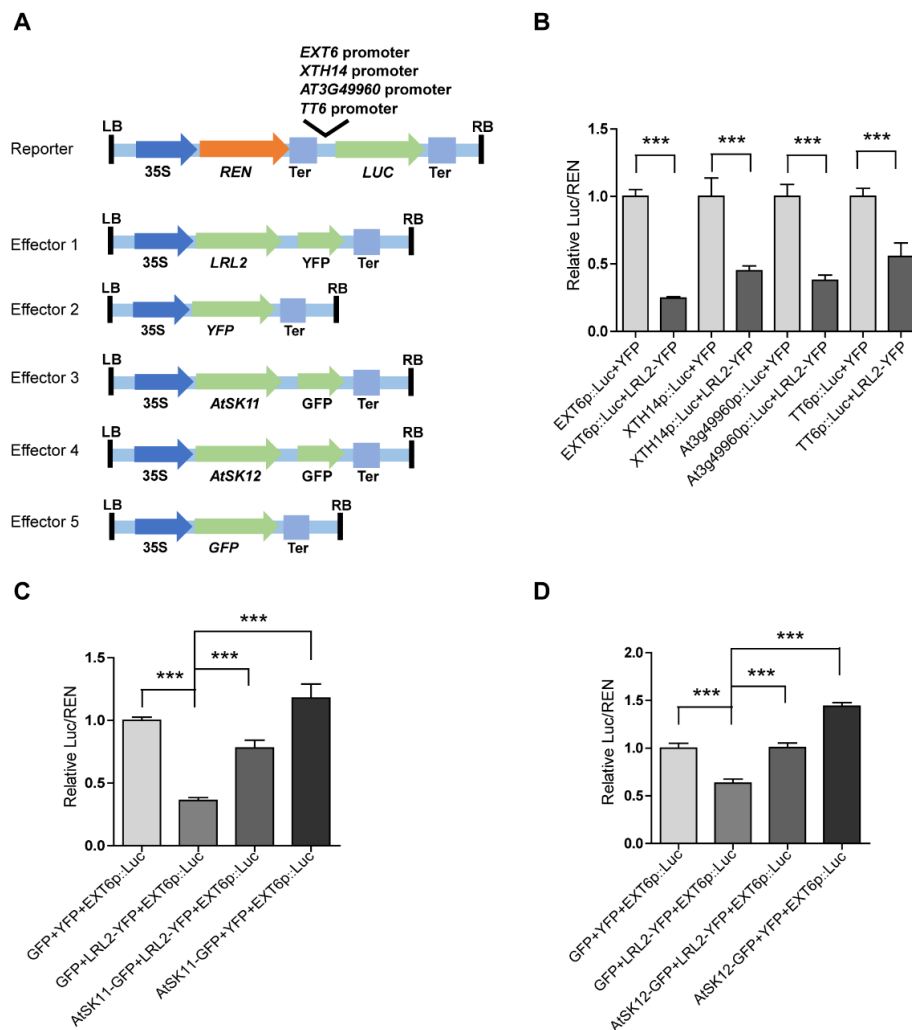 A
EXT6 promoter
XTH14 promoter
AT3G49960 promoter
TT6 promoter
LB
RB
Reporter
35S
REN
Ter
LUC
Ter
LB
RB
Effector 1
35S
LRL2
YFP
Ter
LB
RB
Effector 2
35S
YFP
Ter
LB
RB
Effector 3
35S
AtSK11
GFP
Ter
LB
RB
Effector 4
35S
AtSK12
GFP
Ter
LB
RB
Effector 5
35S
GFP
Ter
B
Relative Luc/REN
1.5
1.0
0.5
0.0
***
***
***
***
EXT6p::Luc+YFP
EXT6p::Luc+LRL2-YFP
XTH14p::Luc+YFP
XTH14p::Luc+LRL2-YFP
At3g49960p::Luc+YFP
At3g49960p::Luc+LRL2-YFP
TT6p::Luc+YFP
TT6p::Luc+LRL2-YFP
C
Relative Luc/REN
1.5
1.0
0.5
0.0
***
***
***
GFP+YFP+EXT6p::Luc
GFP+LRL2-YFP+EXT6p::Luc
AtSK11-GFP+LRL2-YFP+EXT6p::Luc
AtSK11-GFP+YFP+EXT6p::Luc
D
Relative Luc/REN
2.0
1.5
1.0
0.5
0.0
***
***
***
GFP+YFP+EXT6p::Luc
GFP+LRL2-YFP+EXT6p::Luc
AtSK12-GFP+LRL2-YFP+EXT6p::Luc
AtSK12-GFP+YFP+EXT6p::Luc